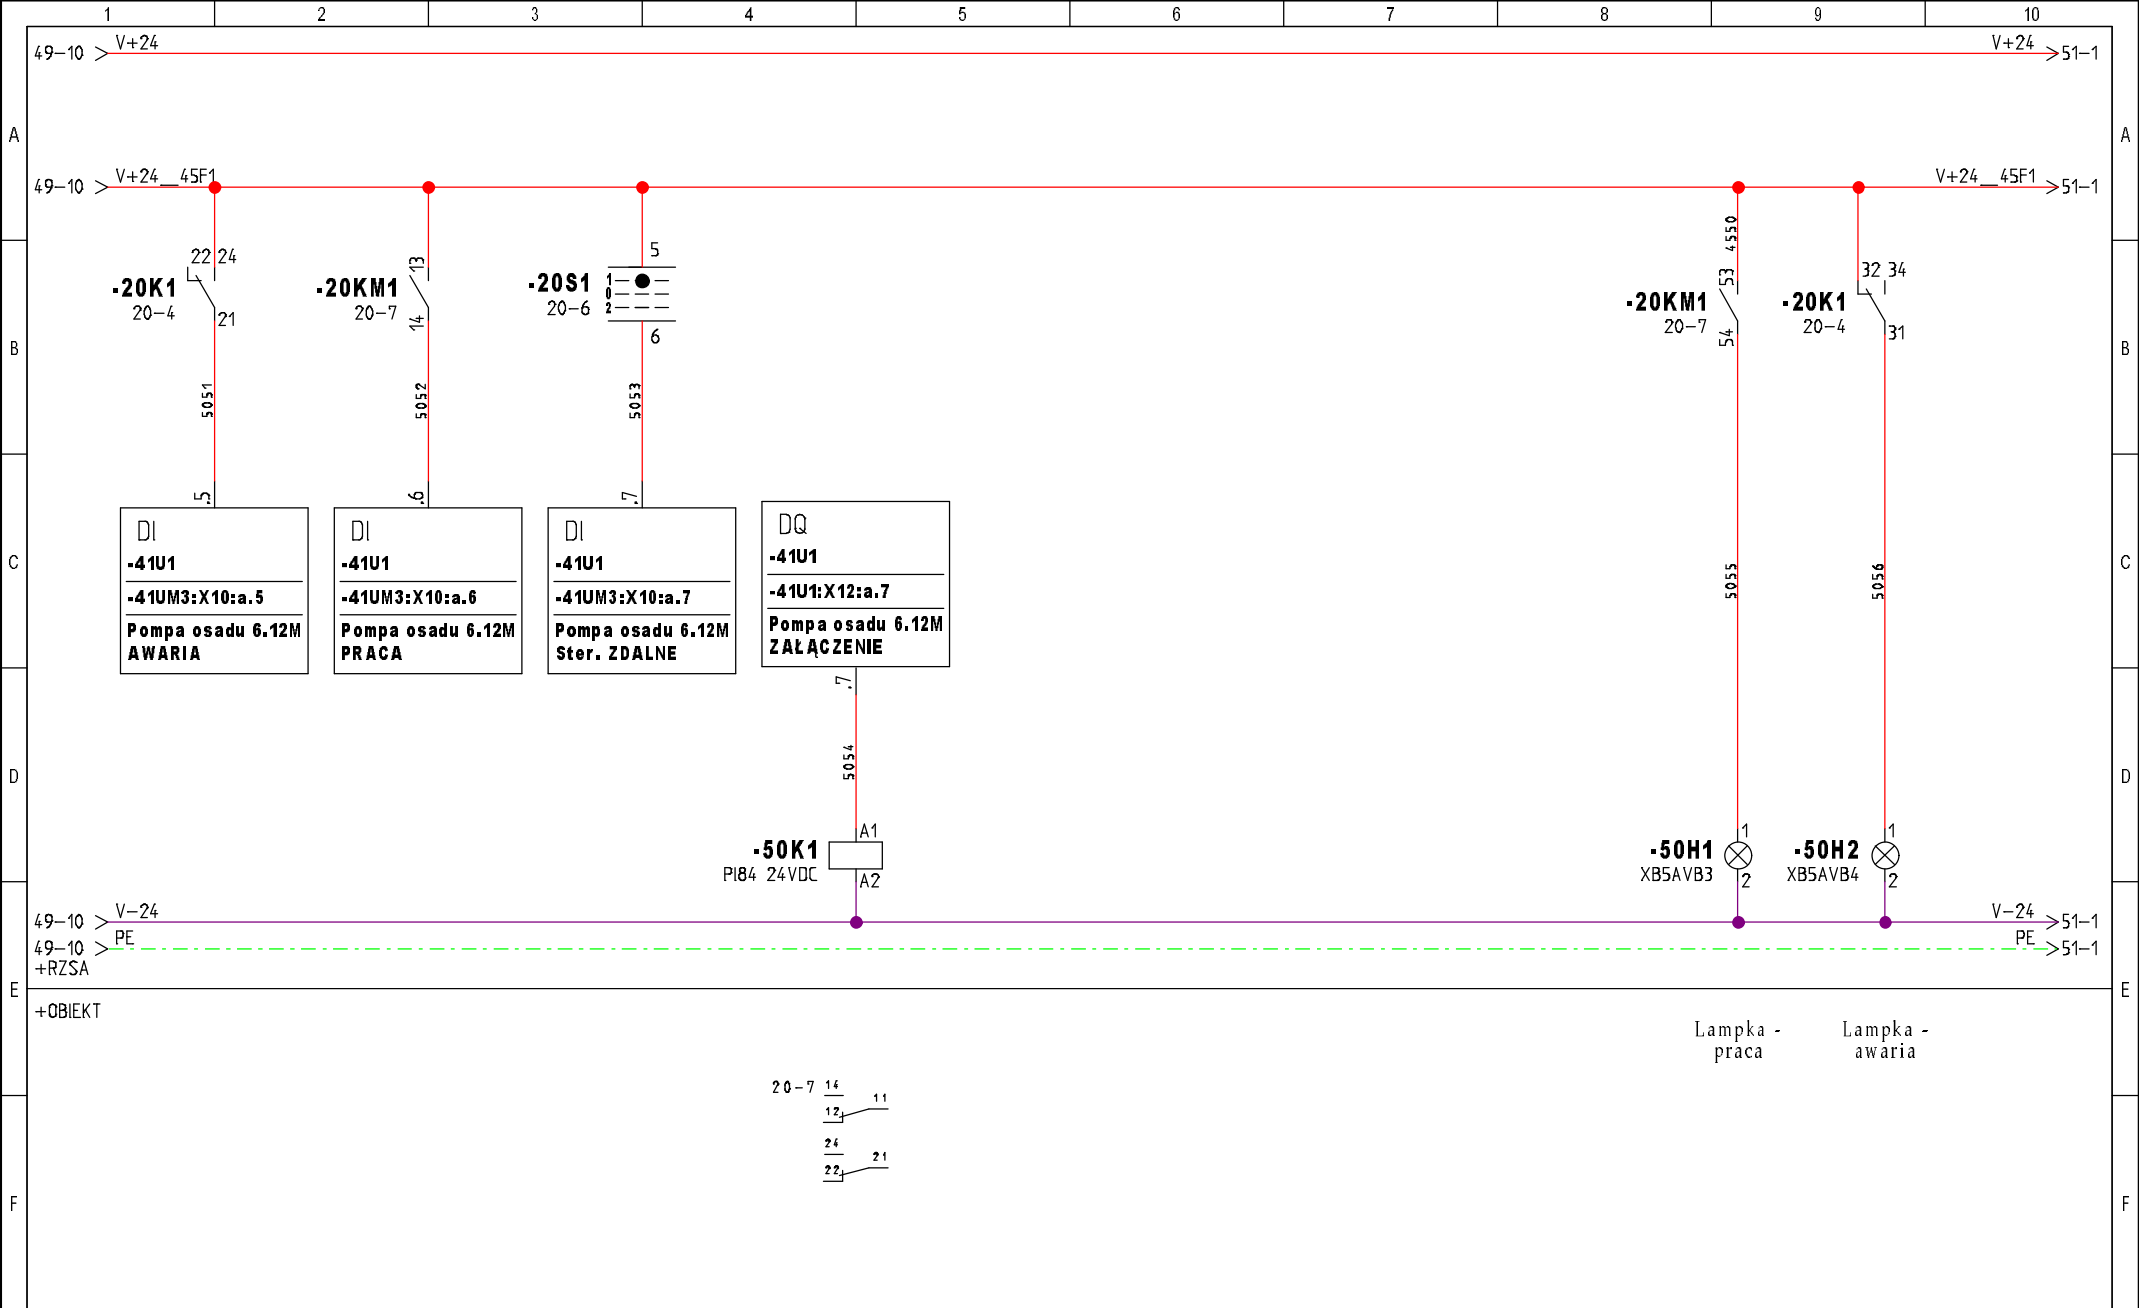 1 2 3 4 5 6 7 8 9 10
49-10 V+24 V+24 51-1
A A
49-10 V+24__45F1 V+24__45F1 51-1
4550
22 24
-20K1
20-4
21
13
-20KM1
20-7
14
5
-20S1
20-6
1
0
2
6
53
-20KM1
20-7
54
32 34
-20K1
20-4
31
B B
5051
5052
5053
.5
.6
.7
DI
-41U1
-41UM3:X10:a.5
Pompa osadu 6.12M
AWARIA
DI
-41U1
-41UM3:X10:a.6
Pompa osadu 6.12M
PRACA
DI
-41U1
-41UM3:X10:a.7
Pompa osadu 6.12M
Ster. ZDALNE
DQ
-41U1
-41U1:X12:a.7
Pompa osadu 6.12M
ZAŁĄCZENIE
C C
5055
5056
.7
5054
D D
A1
-50K1
PI84 24VDC
A2
1
-50H1
XB5AVB3
2
1
-50H2
XB5AVB4
2
49-10 V-24 V-24 51-1
49-10 PE PE 51-1
+RZSA
E E
+OBIEKT
Lampka -
praca
Lampka -
awaria
20-7 14
12 11
24
22 21
F F